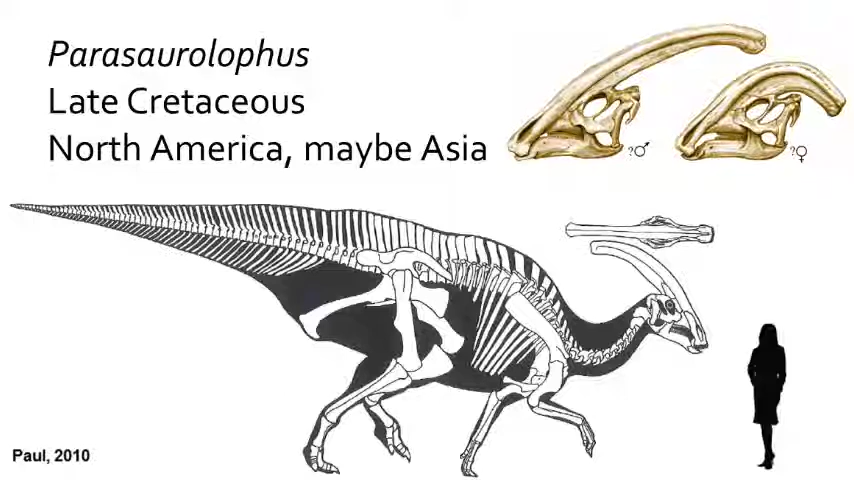 Parasaurolophus
Late Cretaceous
North America, maybe Asia
?♂
?♀
Paul, 2010